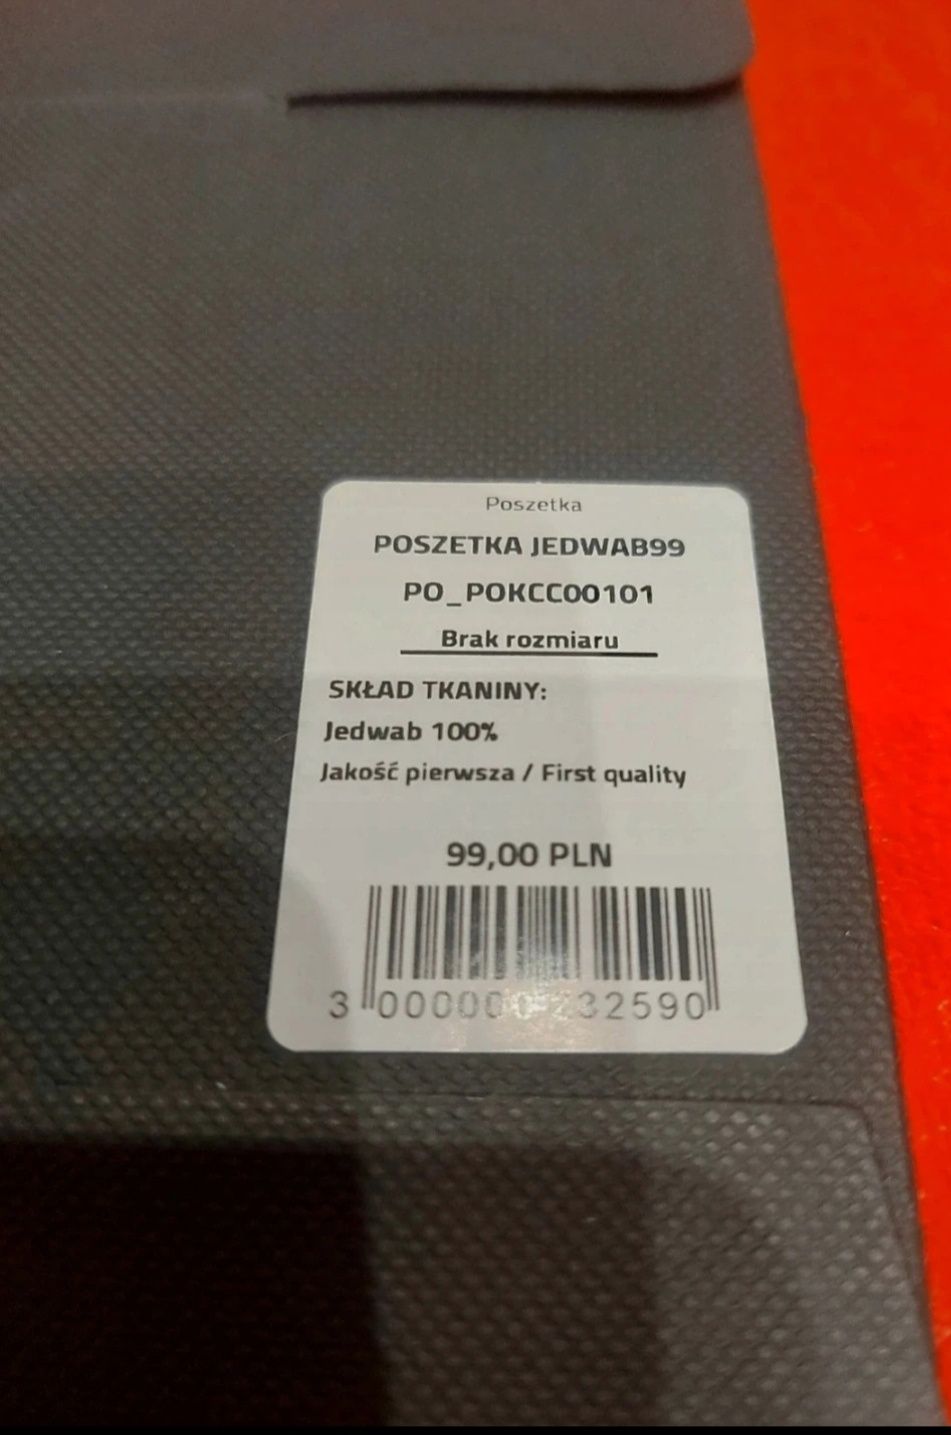 Poszetka
POSZETKA JEDWAB99
PO_POKCC00101
Brak rozmiaru
SKŁAD TKANINY:
Jedwab 100%
Jakość pierwsza / First quality
99,00 PLN